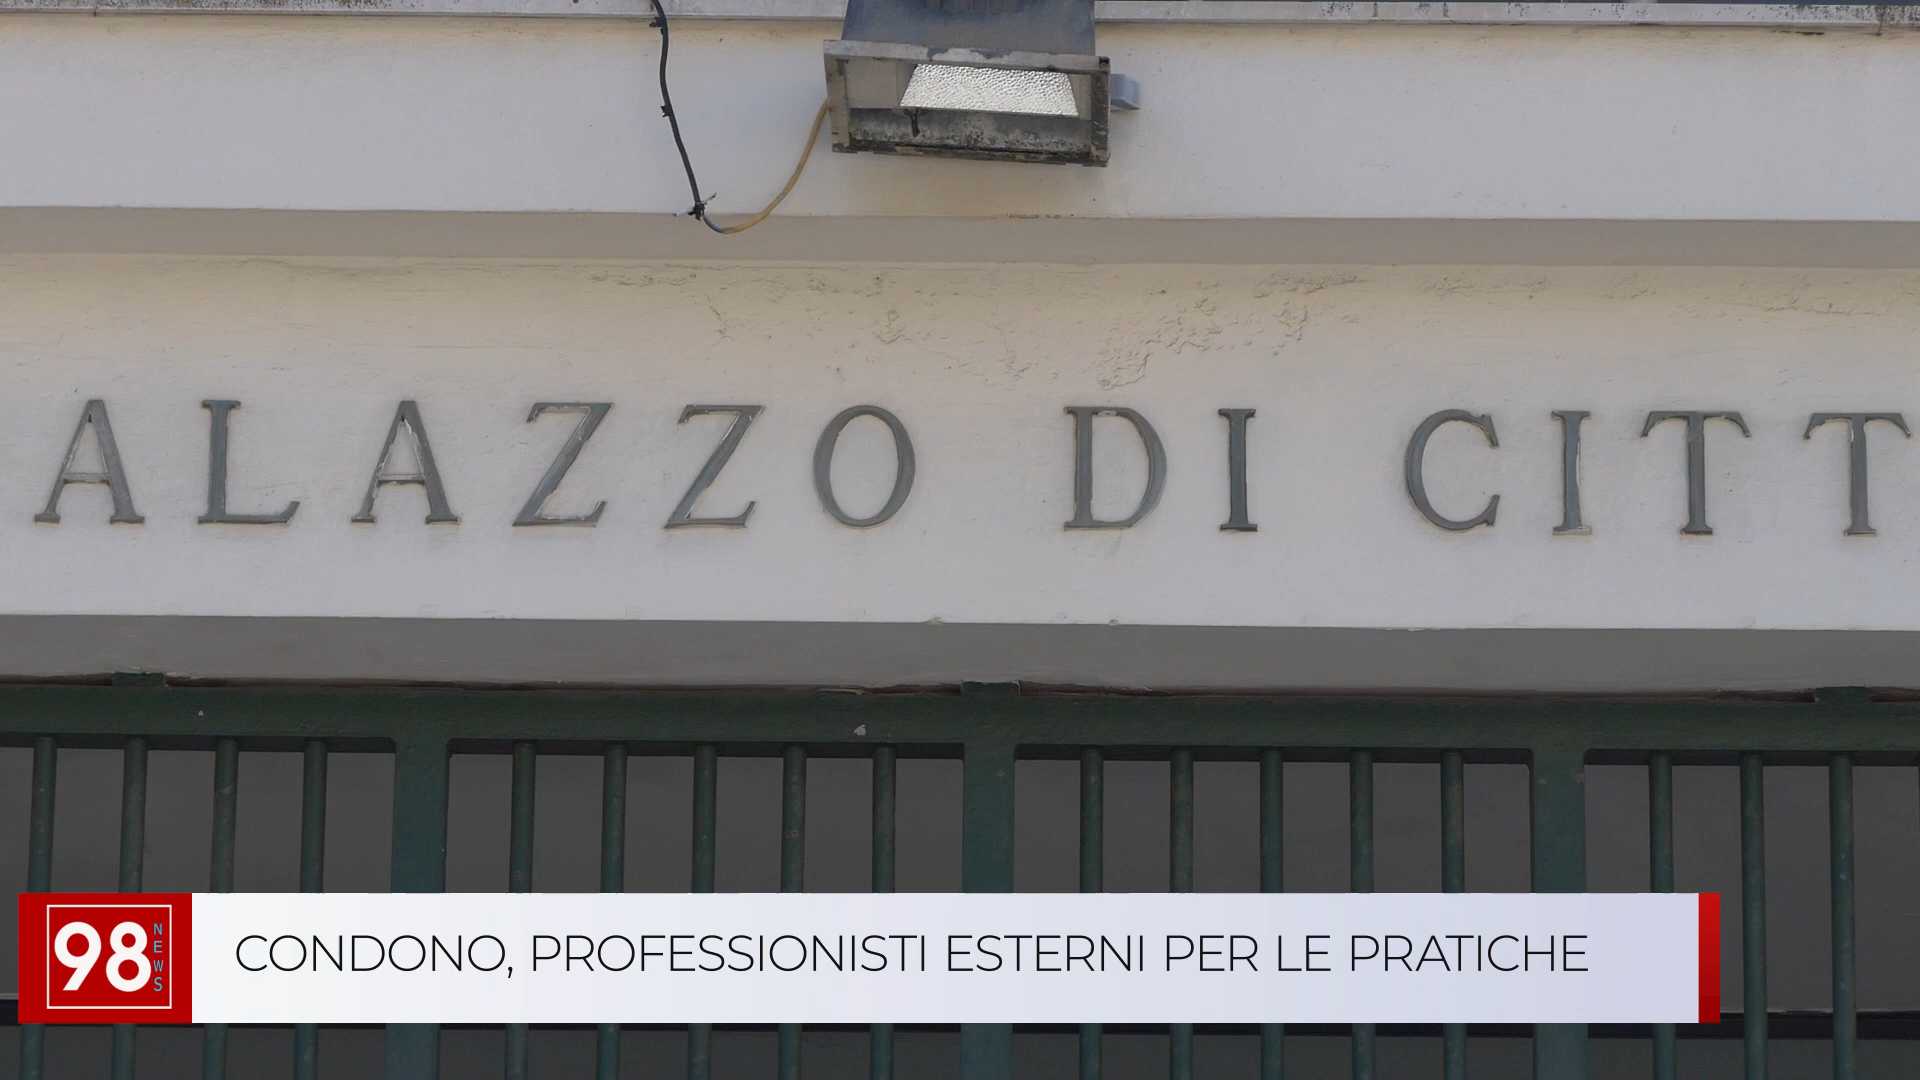 ALAZZO DI CITT
98
NEWS
CONDONO, PROFESSIONISTI ESTERNI PER LE PRATICHE